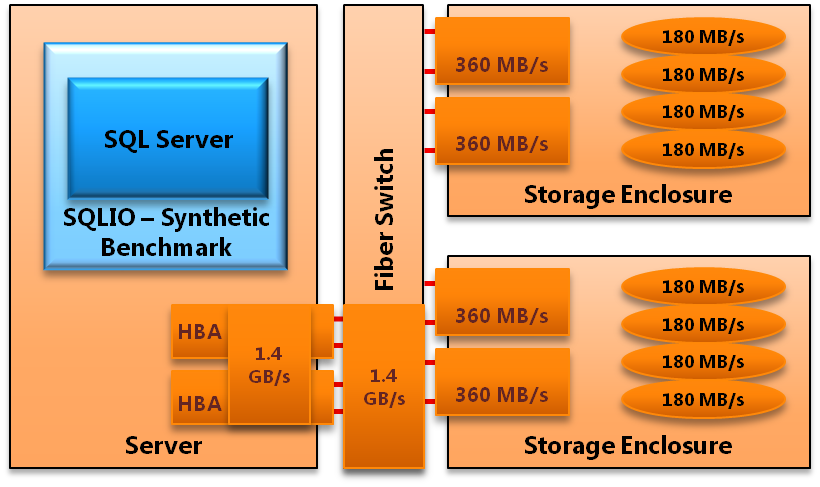 SQL Server
SQLIO – Synthetic
Benchmark
HBA
HBA
1.4
GB/s
Server
Fiber Switch
1.4
GB/s
360 MB/s
360 MB/s
180 MB/s
180 MB/s
180 MB/s
180 MB/s
Storage Enclosure
360 MB/s
360 MB/s
180 MB/s
180 MB/s
180 MB/s
180 MB/s
Storage Enclosure